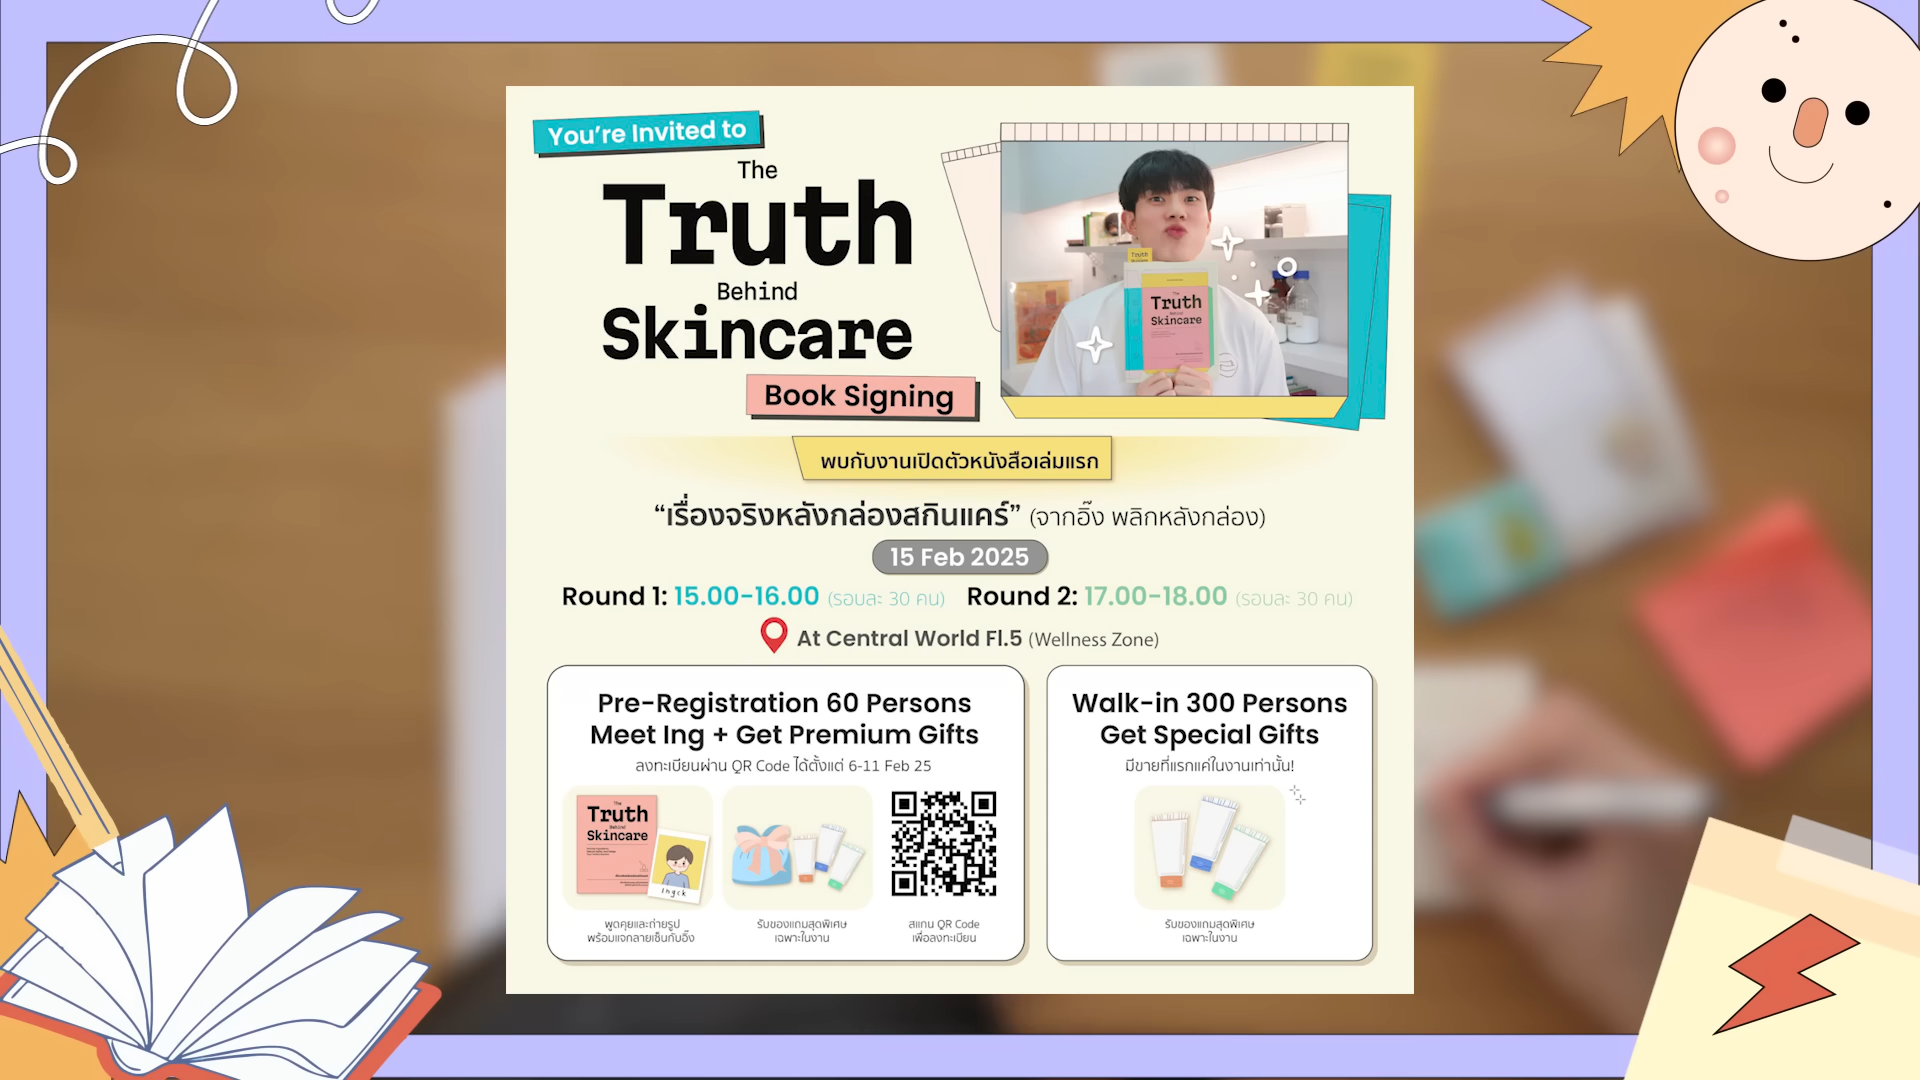 You're Invited to
The
Truth
Behind
Skincare
Book Signing
Truth
The
Truth
Behind
Skincare
พบกับงานเปิดตัวหนังสือเล่มแรก
“เรื่องจริงหลังกล่องสกินแคร์” (จากอิ๊ง พลิกหลังกล่อง)
15 Feb 2025
Round 1: 15.00-16.00 (รอบละ 30 คน) Round 2: 17.00-18.00 (รอบละ 30 คน)
At Central World Fl.5 (Wellness Zone)
Pre-Registration 60 Persons
Meet Ing + Get Premium Gifts
ลงทะเบียนผ่าน QR Code ได้ตั้งแต่ 6-11 Feb 25
The
Truth
Behind
Skincare
Ingck
พูดคุยและถ่ายรูป
พร้อมแจกลายเซ็นกับอิ๊ง
รับของแถมสุดพิเศษ
เฉพาะในงาน
สแกน QR Code
เพื่อลงทะเบียน
Walk-in 300 Persons
Get Special Gifts
มีขายที่แรกแค่ในงานเท่านั้น!
รับของแถมสุดพิเศษ
เฉพาะในงาน